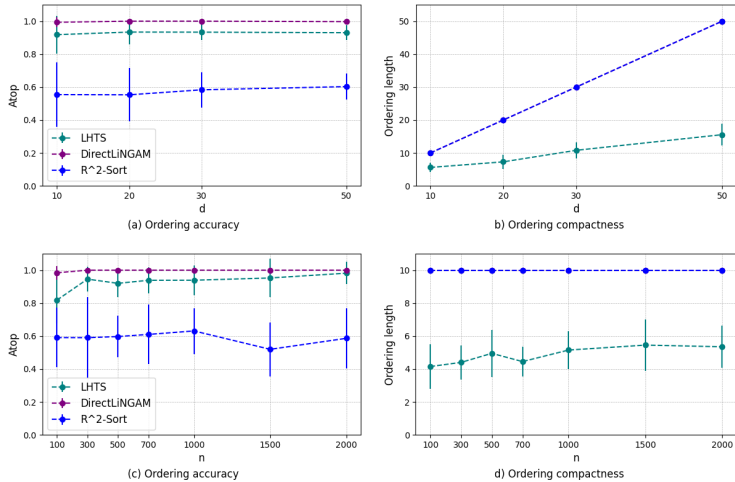 1.0
0.8
0.6
0.4
0.2
0.0
Atop
LHTS
DirectLiNGAM
R^2-Sort
10 20 30 50
d
(a) Ordering accuracy
50
40
30
20
10
0
Ordering length
10 20 30 50
d
b) Ordering compactness
1.0
0.8
0.6
0.4
0.2
0.0
Atop
LHTS
DirectLiNGAM
R^2-Sort
100 300 500 700 1000 1500 2000
n
(c) Ordering accuracy
10
8
6
4
2
0
Ordering length
100 300 500 700 1000 1500 2000
n
d) Ordering compactness